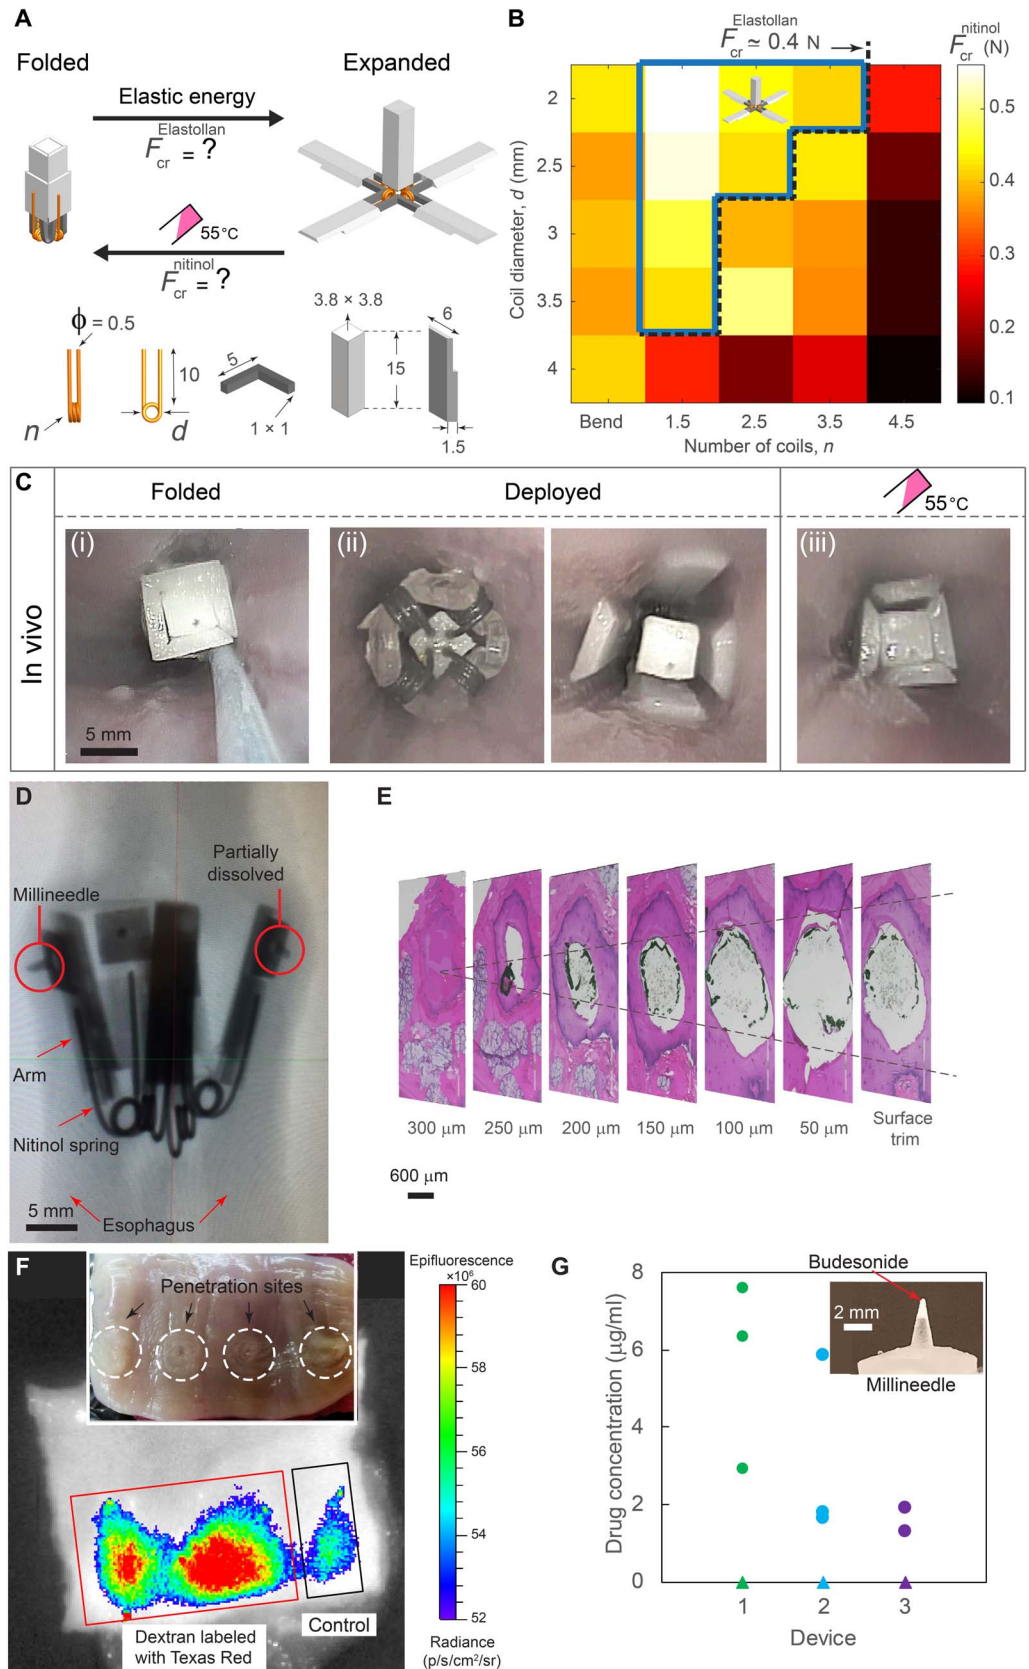 A
Folded
Expanded
Elastic energy
F cr Elastollan = ?
55°C
F cr nitinol = ?
ϕ = 0.5
n
10
d
5
1 × 1
3.8 × 3.8
15
6
1.5
B
F cr Elastollan ≃ 0.4 N
F cr nitinol (N)
Coil diameter, d (mm)
2
2.5
3
3.5
4
Bend
1.5
2.5
3.5
4.5
Number of coils, n
0.5
0.4
0.3
0.2
0.1
C
Folded
Deployed
55°C
In vivo
(i)
(ii)
(iii)
5 mm
D
Partially
dissolved
Millineedle
Arm
Nitinol spring
5 mm
Esophagus
E
300 μm
250 μm
200 μm
150 μm
100 μm
50 μm
Surface
trim
600 μm
F
Penetration sites
Epifluorescence
×10⁶
60
58
56
54
52
Radiance
(p/s/cm²/sr)
Dextran labeled
with Texas Red
Control
G
Budesonide
2 mm
Millineedle
Drug concentration (μg/ml)
8
6
4
2
0
1
2
3
Device